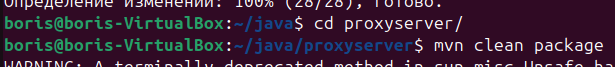 Определение изменений: 100% (28/28), готово.
boris@boris-VirtualBox:~/java$ cd proxyserver/
boris@boris-VirtualBox:~/java/proxyserver$ mvn clean package
WARNING: A terminally deprecated method in sun.misc.Unsafe ha